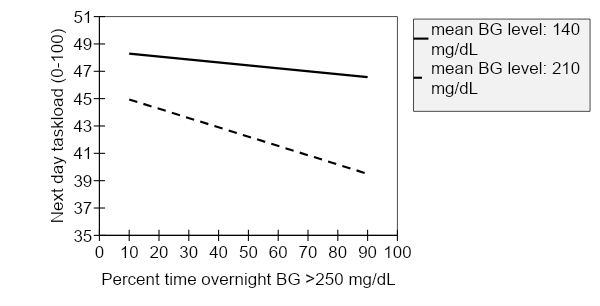 51
49
47
45
43
41
39
37
35
Next day taskload (0-100)
0 10 20 30 40 50 60 70 80 90 100
Percent time overnight BG >250 mg/dL
mean BG level: 140
mg/dL
mean BG level: 210
mg/dL